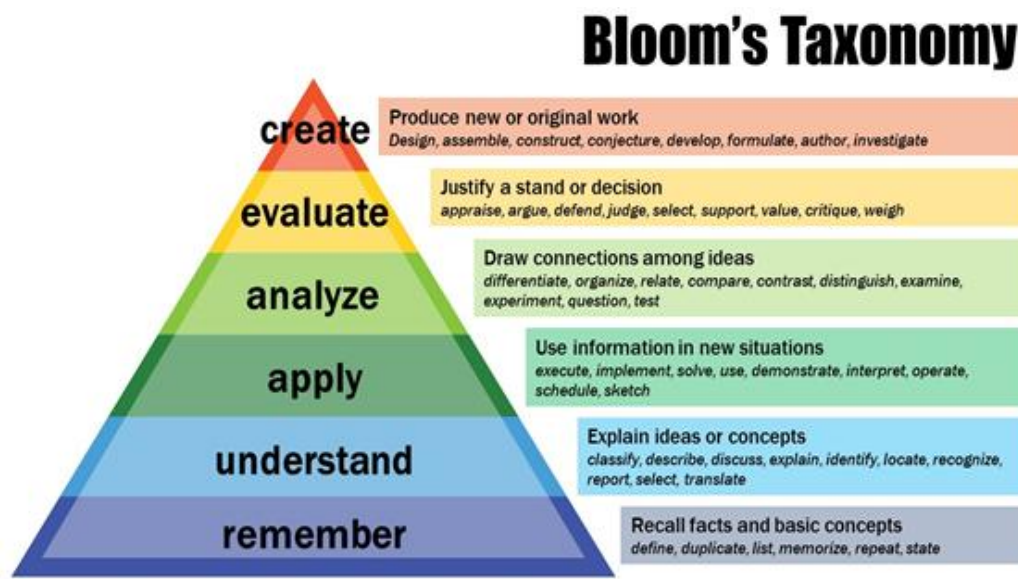 Bloom's Taxonomy
create
Produce new or original work
Design, assemble, construct, conjecture, develop, formulate, author, investigate
evaluate
Justify a stand or decision
appraise, argue, defend, judge, select, support, value, critique, weigh
analyze
Draw connections among ideas
differentiate, organize, relate, compare, contrast, distinguish, examine,
experiment, question, test
apply
Use information in new situations
execute, implement, solve, use, demonstrate, interpret, operate,
schedule, sketch
understand
Explain ideas or concepts
classify, describe, discuss, explain, identify, locate, recognize,
report, select, translate
remember
Recall facts and basic concepts
define, duplicate, list, memorize, repeat, state